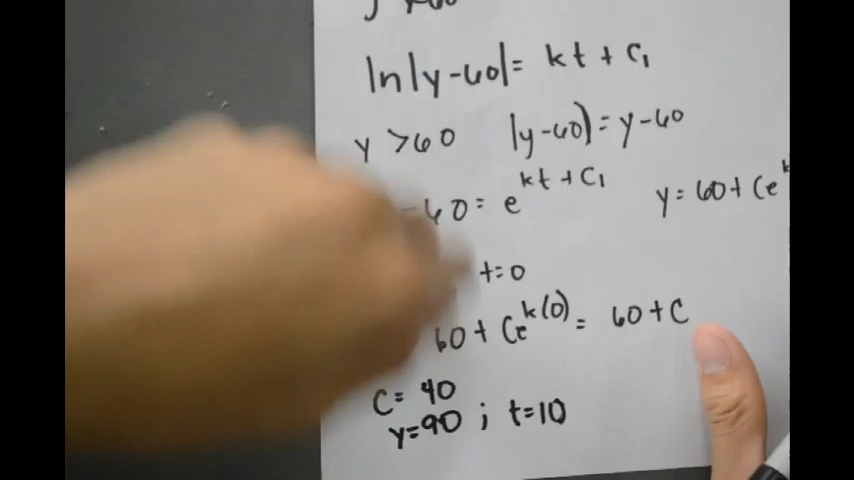 ln|y-60|= kt + C₁
y >60 |y-60|= y-60
-60= e^{kt + C₁} y= 60+ Ce^{k
t=0
60+ Ce^{k(0)} = 60+C
C= 40
y=90 ; t=10